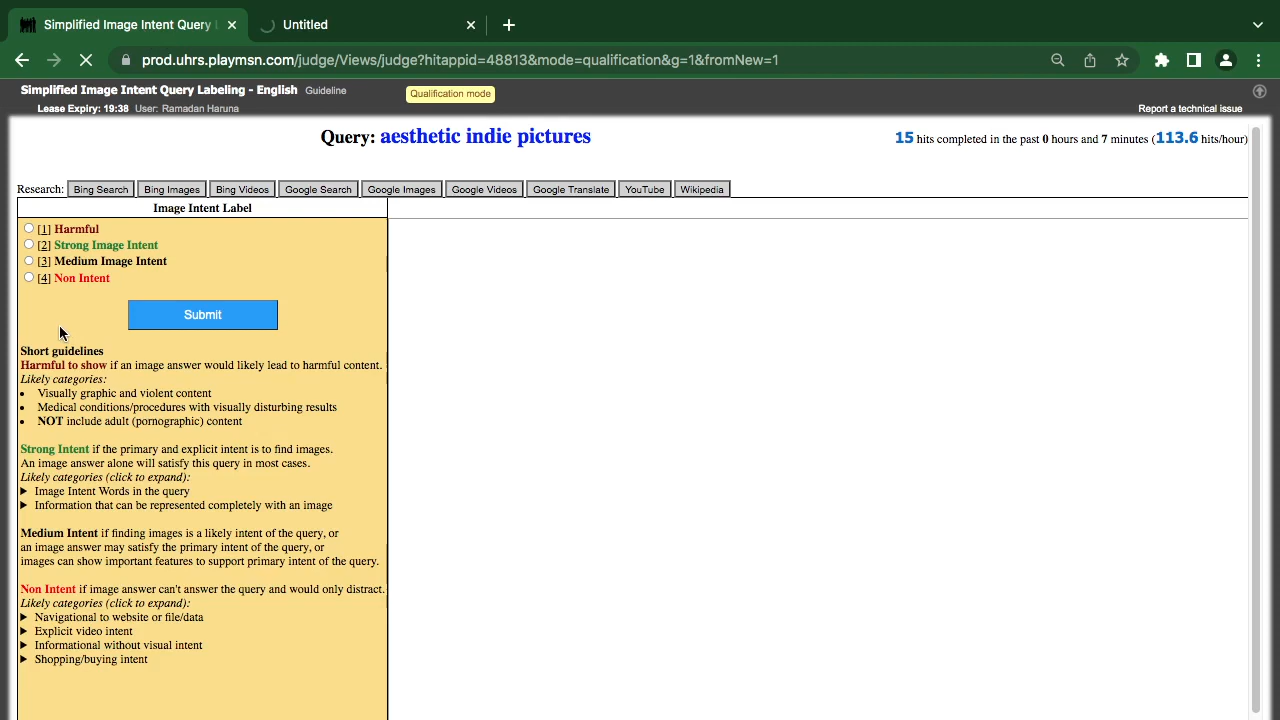 Simplified Image Intent Query L
Untitled
prod.uhrs.playmsn.com/judge/Views/judge?hitappid=48813&mode=qualification&g=1&fromNew=1
Simplified Image Intent Query Labeling - English Guideline
Qualification mode
Lease Expiry: 19:38 User: Ramadan Haruna
Report a technical issue
Query: aesthetic indie pictures
15 hits completed in the past 0 hours and 7 minutes (113.6 hits/hour)
Research: Bing Search Bing Images Bing Videos Google Search Google Images Google Videos Google Translate YouTube Wikipedia
Image Intent Label
[1] Harmful
[2] Strong Image Intent
[3] Medium Image Intent
[4] Non Intent
Submit
Short guidelines
Harmful to show if an image answer would likely lead to harmful content.
Likely categories:
Visually graphic and violent content
Medical conditions/procedures with visually disturbing results
NOT include adult (pornographic) content
Strong Intent if the primary and explicit intent is to find images.
An image answer alone will satisfy this query in most cases.
Likely categories (click to expand):
Image Intent Words in the query
Information that can be represented completely with an image
Medium Intent if finding images is a likely intent of the query, or
an image answer may satisfy the primary intent of the query, or
images can show important features to support primary intent of the query.
Non Intent if image answer can't answer the query and would only distract.
Likely categories (click to expand):
Navigational to website or file/data
Explicit video intent
Informational without visual intent
Shopping/buying intent